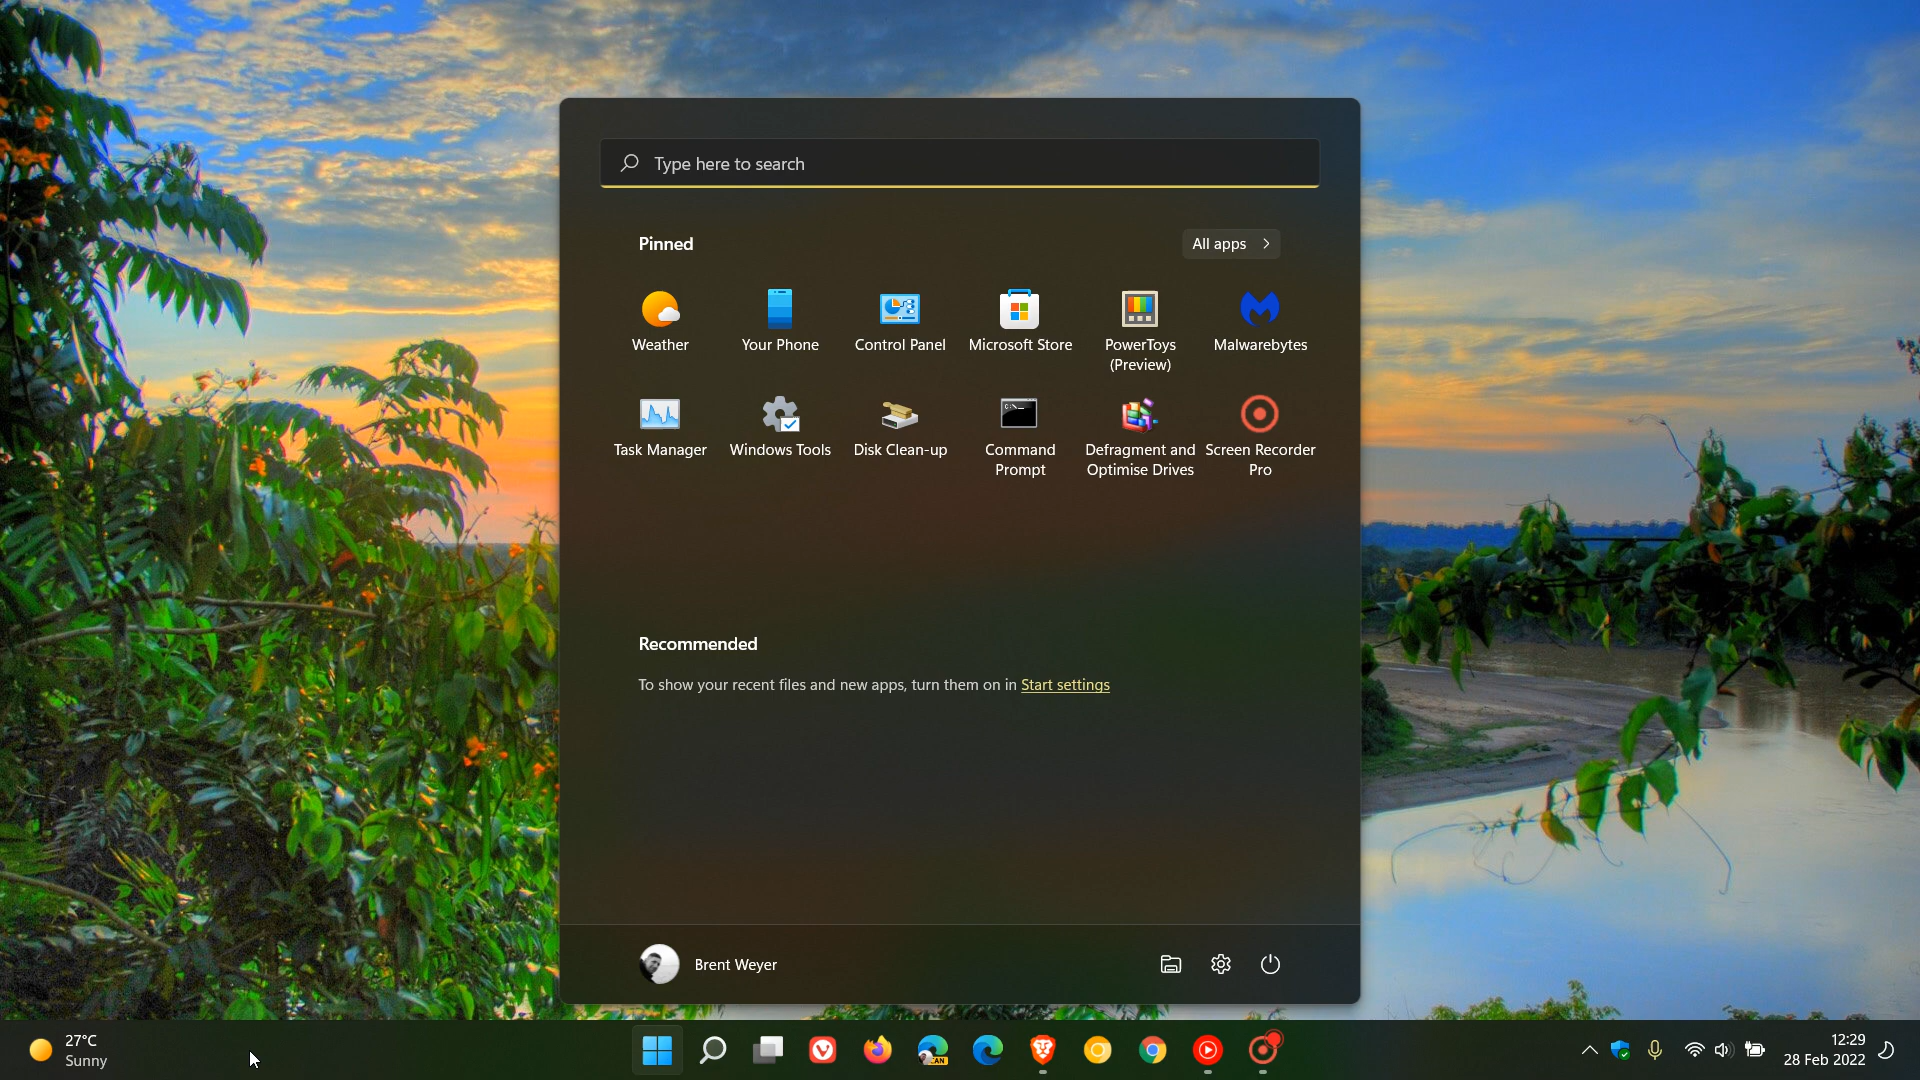 Type here to search
Pinned
All apps
Weather
Your Phone
Control Panel
Microsoft Store
PowerToys
(Preview)
Malwarebytes
Task Manager
Windows Tools
Disk Clean-up
Command
Prompt
Defragment and
Optimise Drives
Screen Recorder
Pro
Recommended
To show your recent files and new apps, turn them on in Start settings
Brent Weyer
27°C
Sunny
CAN
12:29
28 Feb 2022